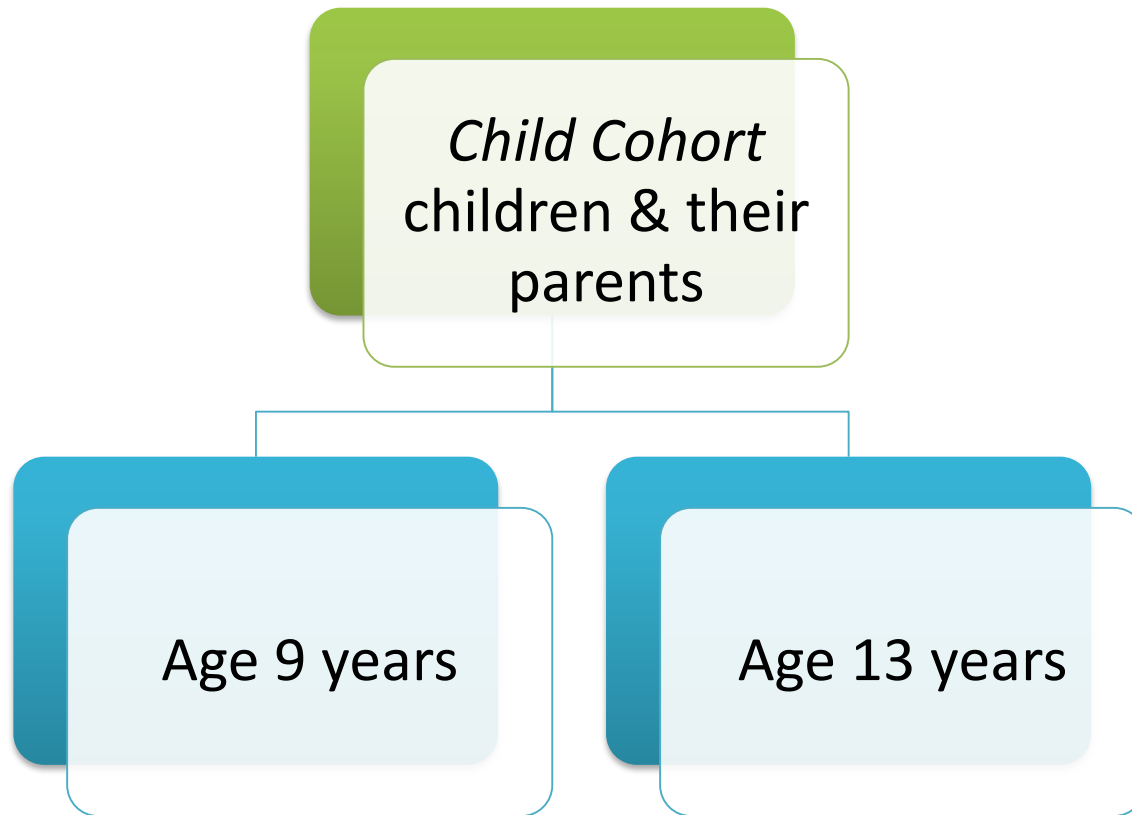 Child Cohort
children & their
parents
Age 9 years
Age 13 years